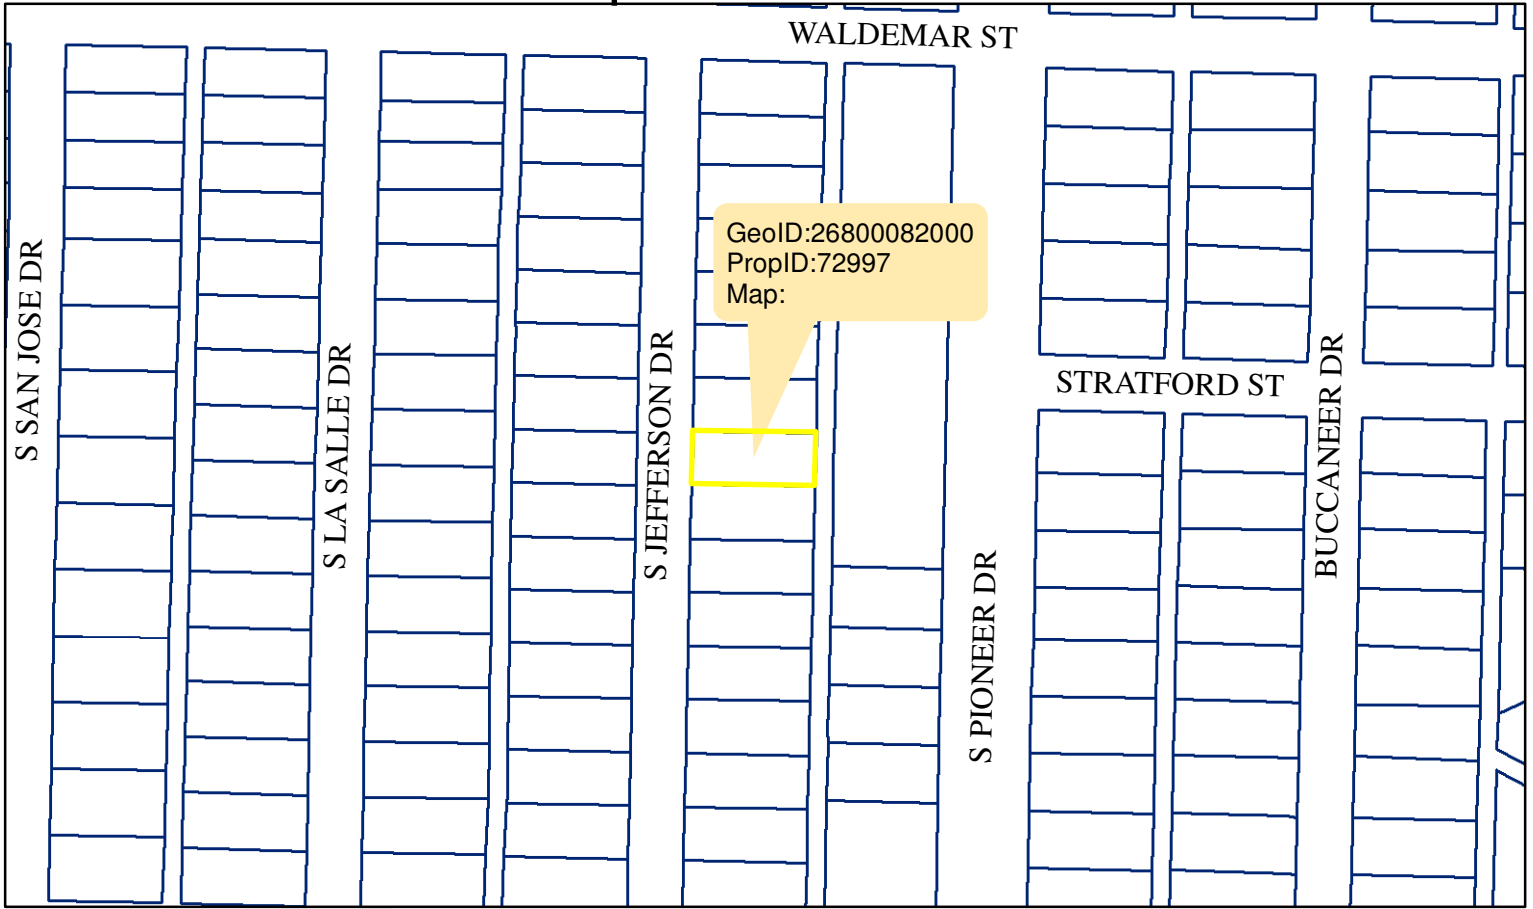 WALDEMAR ST
GeoID:26800082000
PropID:72997
Map:
S SAN JOSE DR
S LA SALLE DR
S JEFFERSON DR
STRATFORD ST
BUCCANEER DR
S PIONEER DR